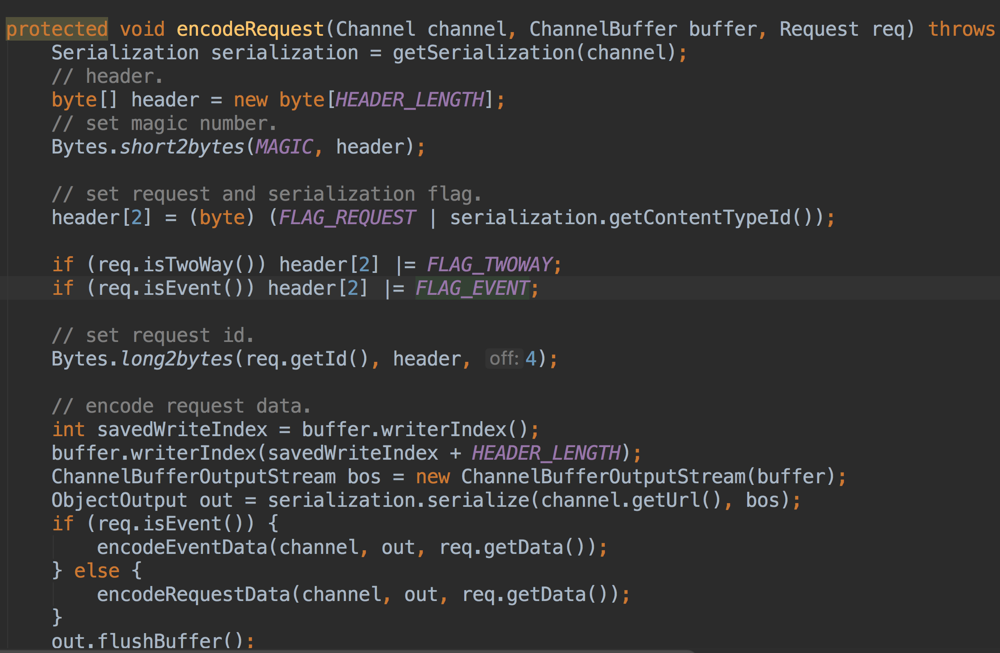 protected void encodeRequest(Channel channel, ChannelBuffer buffer, Request req) throws
Serialization serialization = getSerialization(channel);
// header.
byte[] header = new byte[HEADER_LENGTH];
// set magic number.
Bytes.short2bytes(MAGIC, header);
// set request and serialization flag.
header[2] = (byte) (FLAG_REQUEST | serialization.getContentTypeId());
if (req.isTwoWay()) header[2] |= FLAG_TWOWAY;
if (req.isEvent()) header[2] |= FLAG_EVENT;
// set request id.
Bytes.long2bytes(req.getId(), header, off: 4);
// encode request data.
int savedWriteIndex = buffer.writerIndex();
buffer.writerIndex(savedWriteIndex + HEADER_LENGTH);
ChannelBufferOutputStream bos = new ChannelBufferOutputStream(buffer);
ObjectOutput out = serialization.serialize(channel.getUrl(), bos);
if (req.isEvent()) {
encodeEventData(channel, out, req.getData());
} else {
encodeRequestData(channel, out, req.getData());
}
out.flushBuffer();